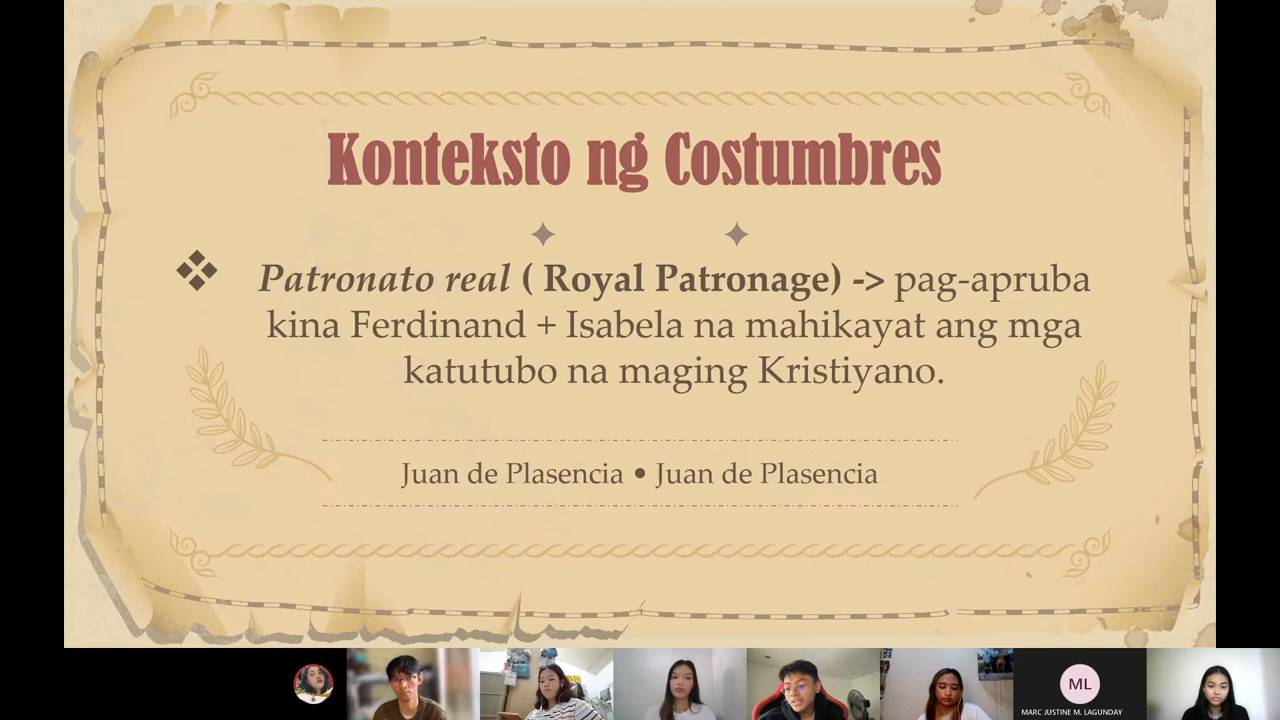 Konteksto ng Costumbres
Patronato real ( Royal Patronage) -> pag-apruba
kina Ferdinand + Isabela na mahikayat ang mga
katutubo na maging Kristiyano.
Juan de Plasencia • Juan de Plasencia
ML
MARC JUSTINE M. LAGUNDAY